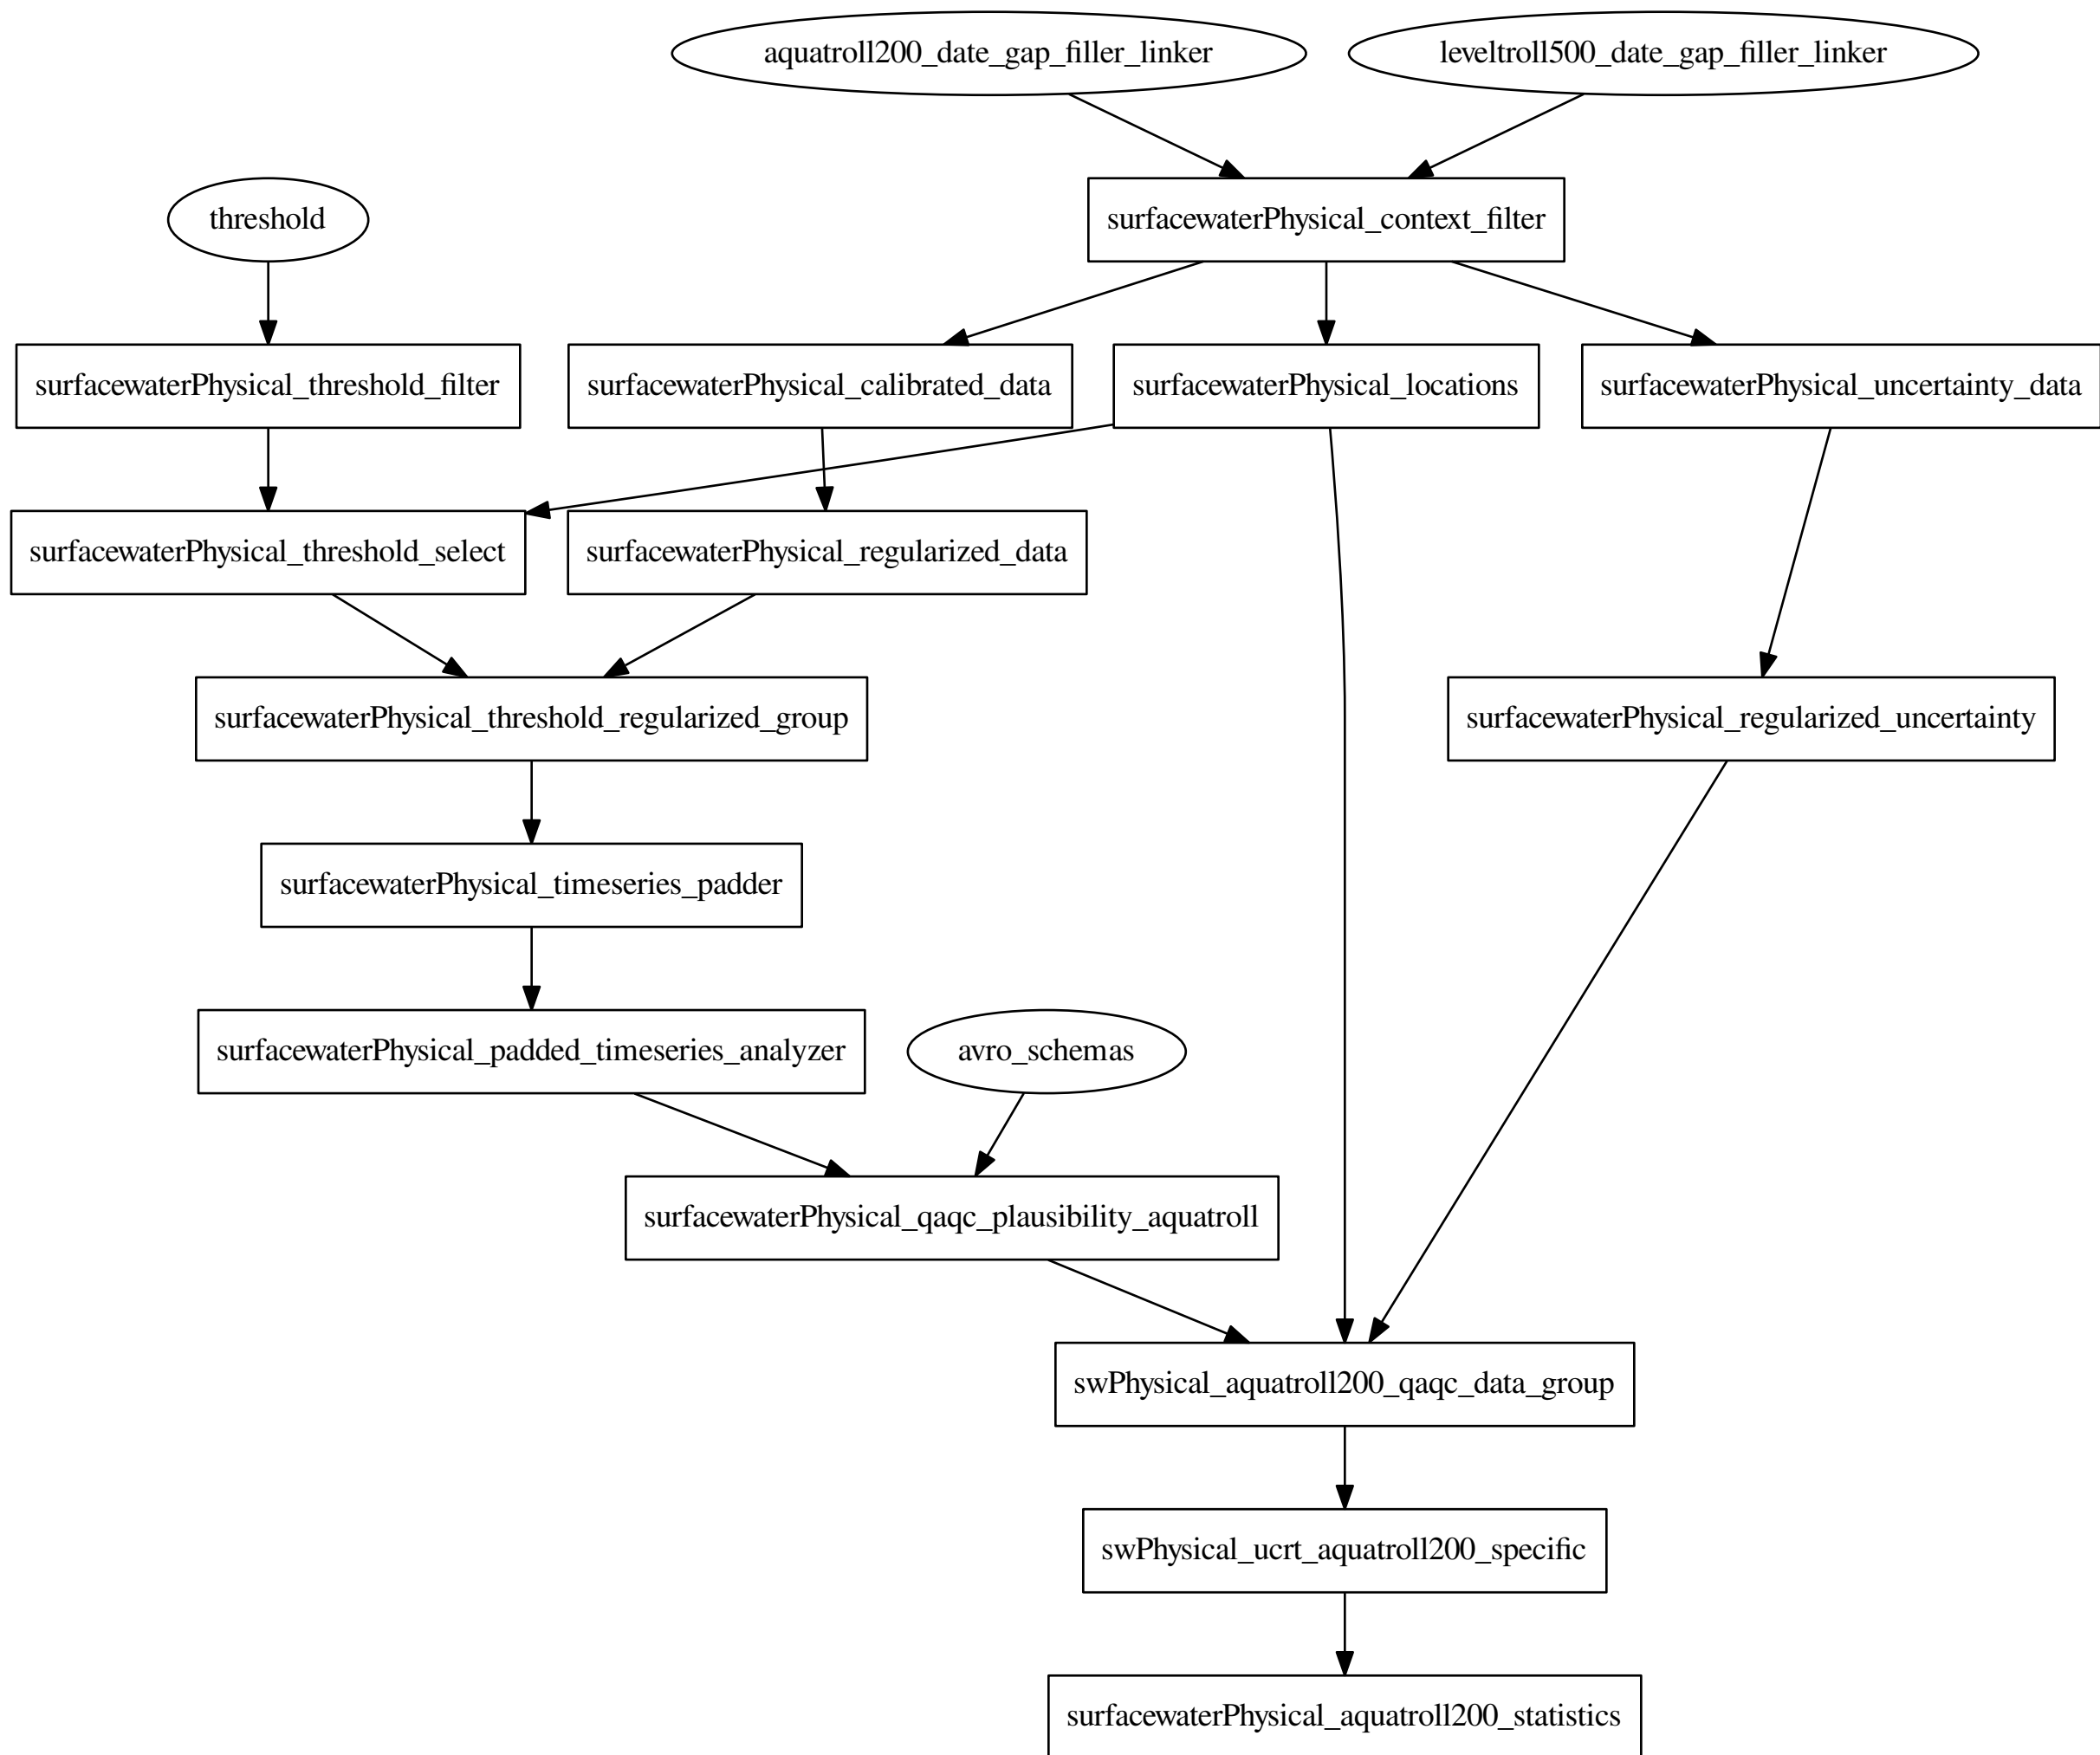 aquatroll200_date_gap_filler_linker
leveltroll500_date_gap_filler_linker
threshold
surfacewaterPhysical_context_filter
surfacewaterPhysical_threshold_filter
surfacewaterPhysical_calibrated_data
surfacewaterPhysical_locations
surfacewaterPhysical_uncertainty_data
surfacewaterPhysical_threshold_select
surfacewaterPhysical_regularized_data
surfacewaterPhysical_threshold_regularized_group
surfacewaterPhysical_regularized_uncertainty
surfacewaterPhysical_timeseries_padder
surfacewaterPhysical_padded_timeseries_analyzer
avro_schemas
surfacewaterPhysical_qaqc_plausibility_aquatroll
swPhysical_aquatroll200_qaqc_data_group
swPhysical_ucrt_aquatroll200_specific
surfacewaterPhysical_aquatroll200_statistics